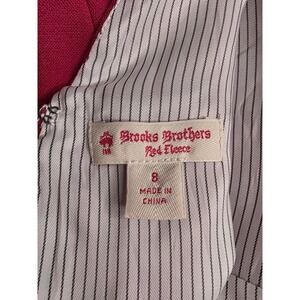 Brooks Brothers
Red Fleece
8
MADE IN
CHINA